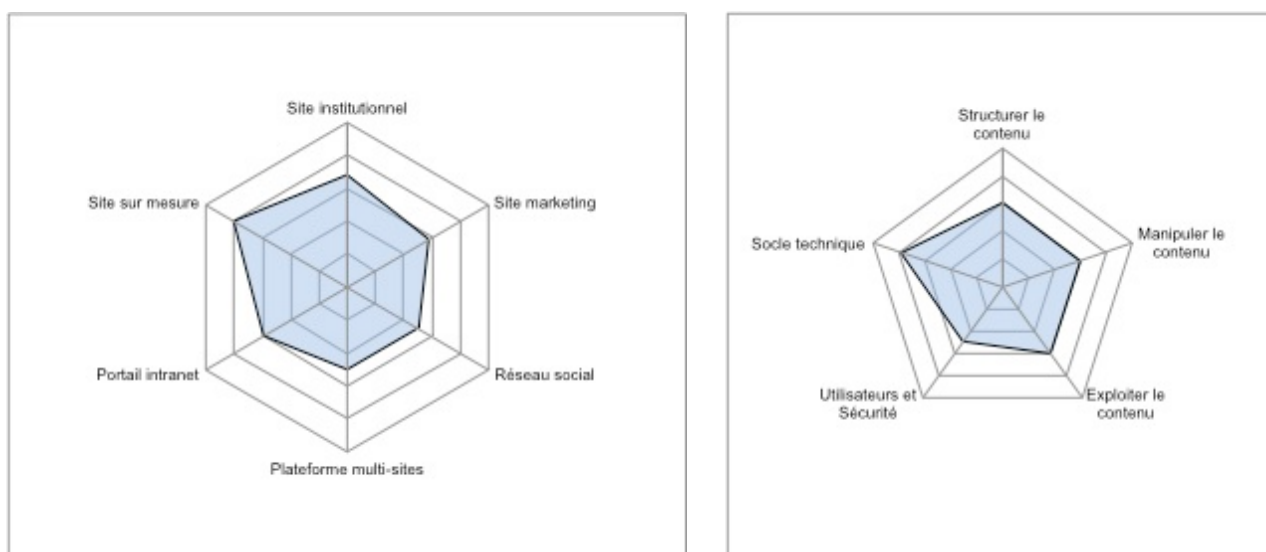 Site institutionnel
Site sur mesure
Site marketing
Portail intranet
Réseau social
Plateforme multi-sites
Structurer le
contenu
Socle technique
Manipuler le
contenu
Utilisateurs et
Sécurité
Exploiter le
contenu